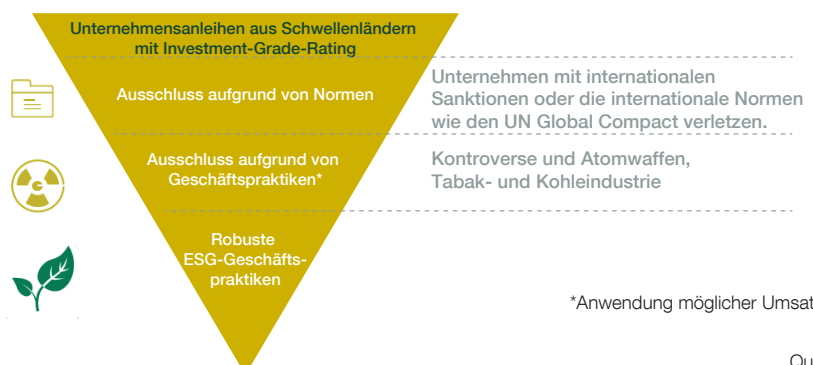 Unternehmensanleihen aus Schwellenländern
mit Investment-Grade-Rating
Ausschluss aufgrund von Normen
Unternehmen mit internationalen
Sanktionen oder die internationale Normen
wie den UN Global Compact verletzen.
Ausschluss aufgrund von
Geschäftspraktiken*
Kontroverse und Atomwaffen,
Tabak- und Kohleindustrie
Robuste
ESG-Geschäfts-
praktiken
*Anwendung möglicher Umsat
Qu